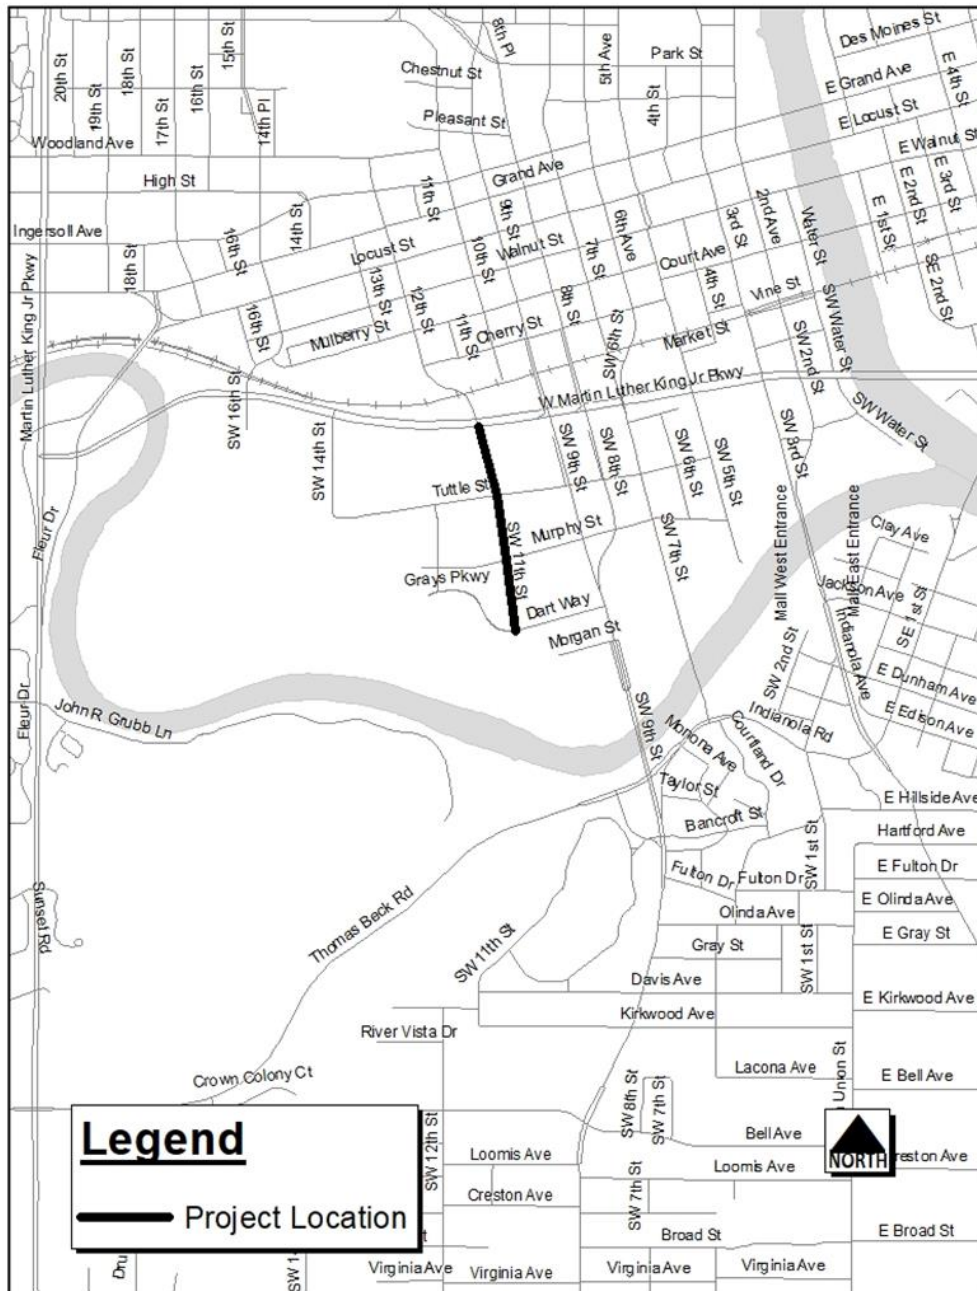 Des Moines St
8th Pl
5th Ave
Park St
20th St
19th St
18th St
17th St
16th St
15th St
14th Pl
Chestnut St
Pleasant St
4th St
E Grand Ave
E 4th St
E Locust St
E Walnut St
Woodland Ave
High St
Grand Ave
11th St
9th St
E 3rd St
E 2nd St
E 1st St
Ingersoll Ave
14th St
16th St
18th St
Locust St
10th St
Walnut St
7th St
6th Ave
2nd Ave
3rd St
Water St
Court Ave
4th St
Vine St
SE 2nd St
Martin Luther King Jr Pkwy
13th St
12th St
11th St
16th St
Mulberry St
Cherry St
8th St
SW 6th St
Market St
SW 2nd St
SW Water St
W Martin Luther King Jr Pkwy
SW Water St
SW 16th St
SW 14th St
SW 9th St
SW 8th St
SW 6th St
SW 5th St
SW 3rd St
Tuttle St
Murphy St
SW 11th St
SW 7th St
Fleur Dr
Grays Pkwy
Dart Way
Morgan St
Mall West Entrance
Mall East Entrance
Clay Ave
Jackson Ave
Indianola Ave
SE 1st St
SW 2nd St
E Dunham Ave
E Edison Ave
Fleur Dr
John R Grubb Ln
SW 9th St
Monona Ave
Courtland Dr
Indianola Rd
Taylor St
Bancroft St
E Hillside Ave
Hartford Ave
SW 1st St
Fulton Dr
Fulton Dr
E Fulton Dr
Sunset Rd
Thomas Beck Rd
Olinda Ave
E Olinda Ave
SW 11th St
Gray St
SW 1st St
E Gray St
Davis Ave
Kirkwood Ave
E Kirkwood Ave
River Vista Dr
Lacona Ave
Union St
E Bell Ave
Crown Colony Ct
SW 8th St
SW 7th St
Bell Ave
NORTH
reston Ave
Legend
Project Location
SW 12th St
Loomis Ave
Loomis Ave
Creston Ave
SW 7th St
Broad St
E Broad St
St
Dru
SW 1
Virginia Ave
Virginia Ave
Virginia Ave
Virginia Ave